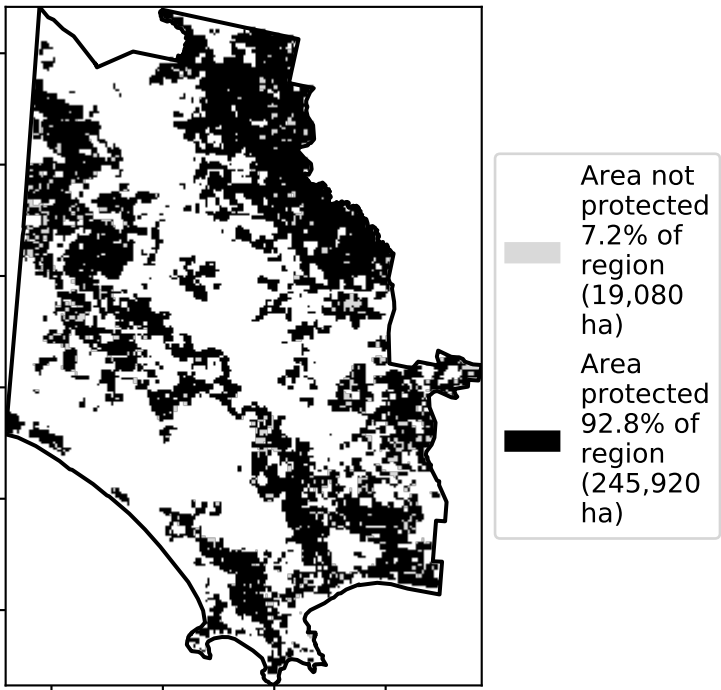 Area not
protected
7.2% of
region
(19,080
ha)
Area
protected
92.8% of
region
(245,920
ha)